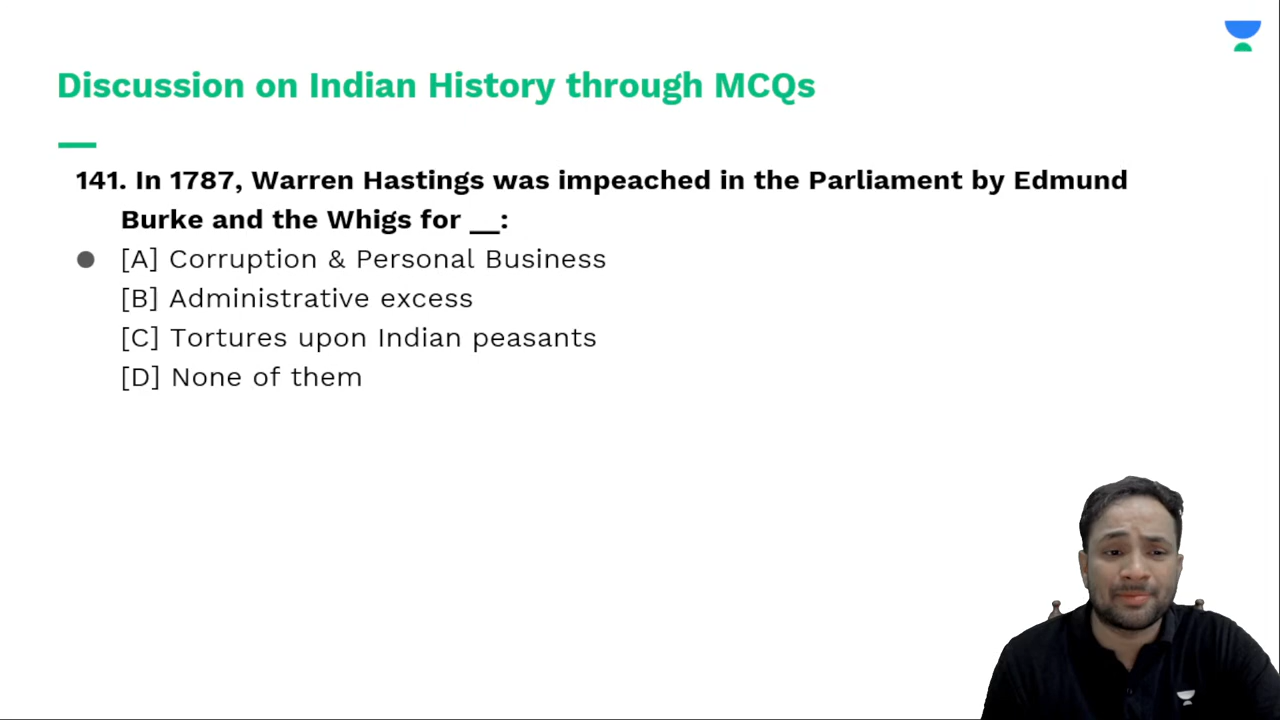 Discussion on Indian History through MCQs
141. In 1787, Warren Hastings was impeached in the Parliament by Edmund
Burke and the Whigs for __:
● [A] Corruption & Personal Business
[B] Administrative excess
[C] Tortures upon Indian peasants
[D] None of them